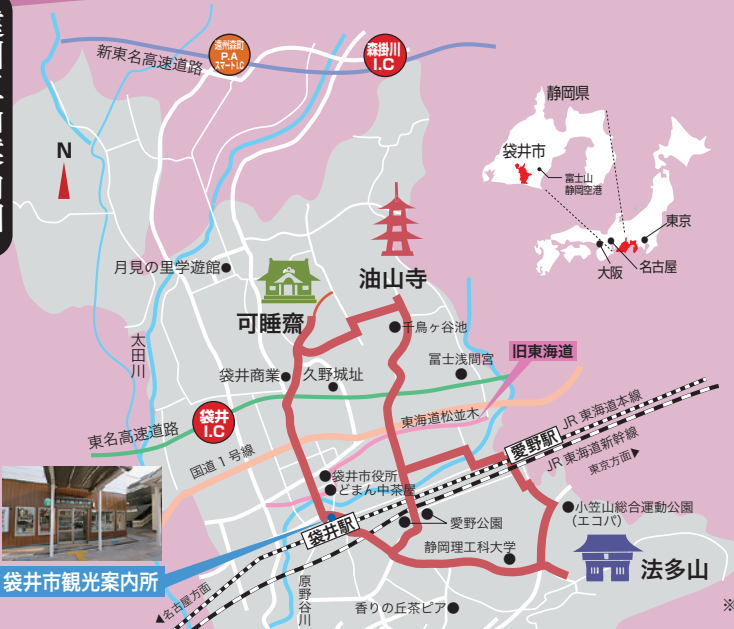 新東名高速道路
遠州森町
P.A
スマートI.C
森掛川
I.C
静岡県
袋井市
富士山
静岡空港
東京
名古屋
大阪
N
月見の里学遊館
油山寺
可睡齋
千鳥ヶ谷池
太田川
袋井商業
久野城址
冨士浅間宮
旧東海道
袋井
I.C
東名高速道路
国道1号線
東海道松並木
愛野駅
JR東海道本線
JR東海道新幹線
東京方面▶
袋井市役所
どまん中茶屋
袋井駅
愛野公園
小笠山総合運動公園
(エコパ)
静岡理工科大学
法多山
袋井市観光案内所
▲名古屋方面
原野谷川
香りの丘茶ピア
※